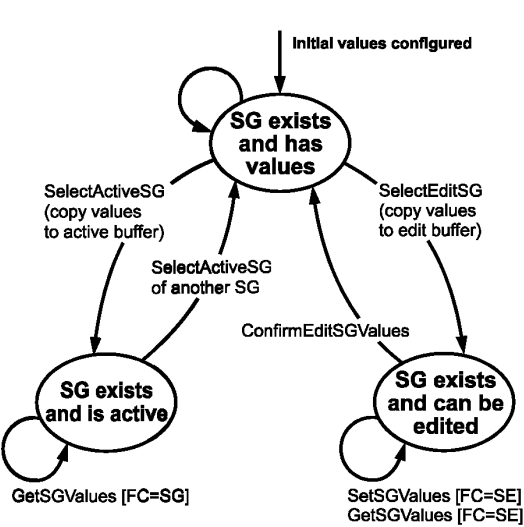 Initial values configured
SG exists
and has
values
SelectActiveSG
(copy values
to active buffer)
SelectEditSG
(copy values
to edit buffer)
SelectActiveSG
of another SG
ConfirmEditSGValues
SG exists
and is active
SG exists
and can be
edited
GetSGValues [FC=SG]
SetSGValues [FC=SE]
GetSGValues [FC=SE]